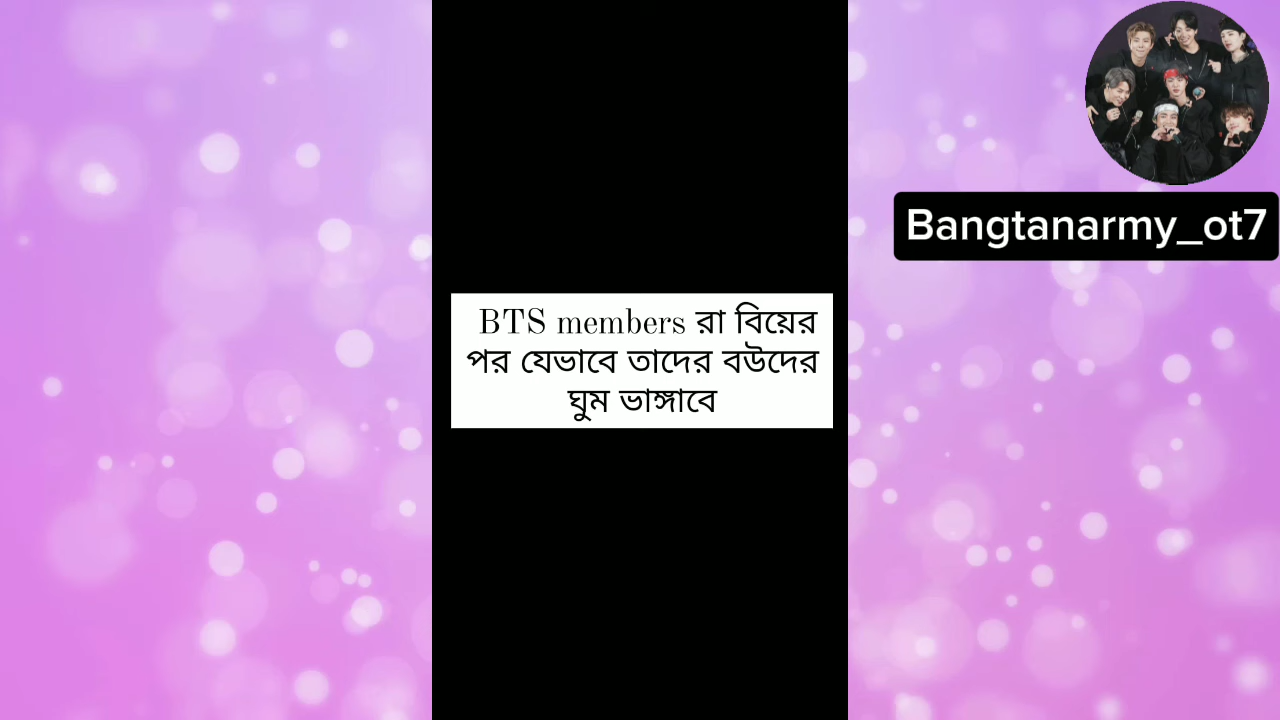 Bangtanarmy_ot7
BTS members রা বিয়ের
পর যেভাবে তাদের বউদের
ঘুম ভাঙ্গাবে